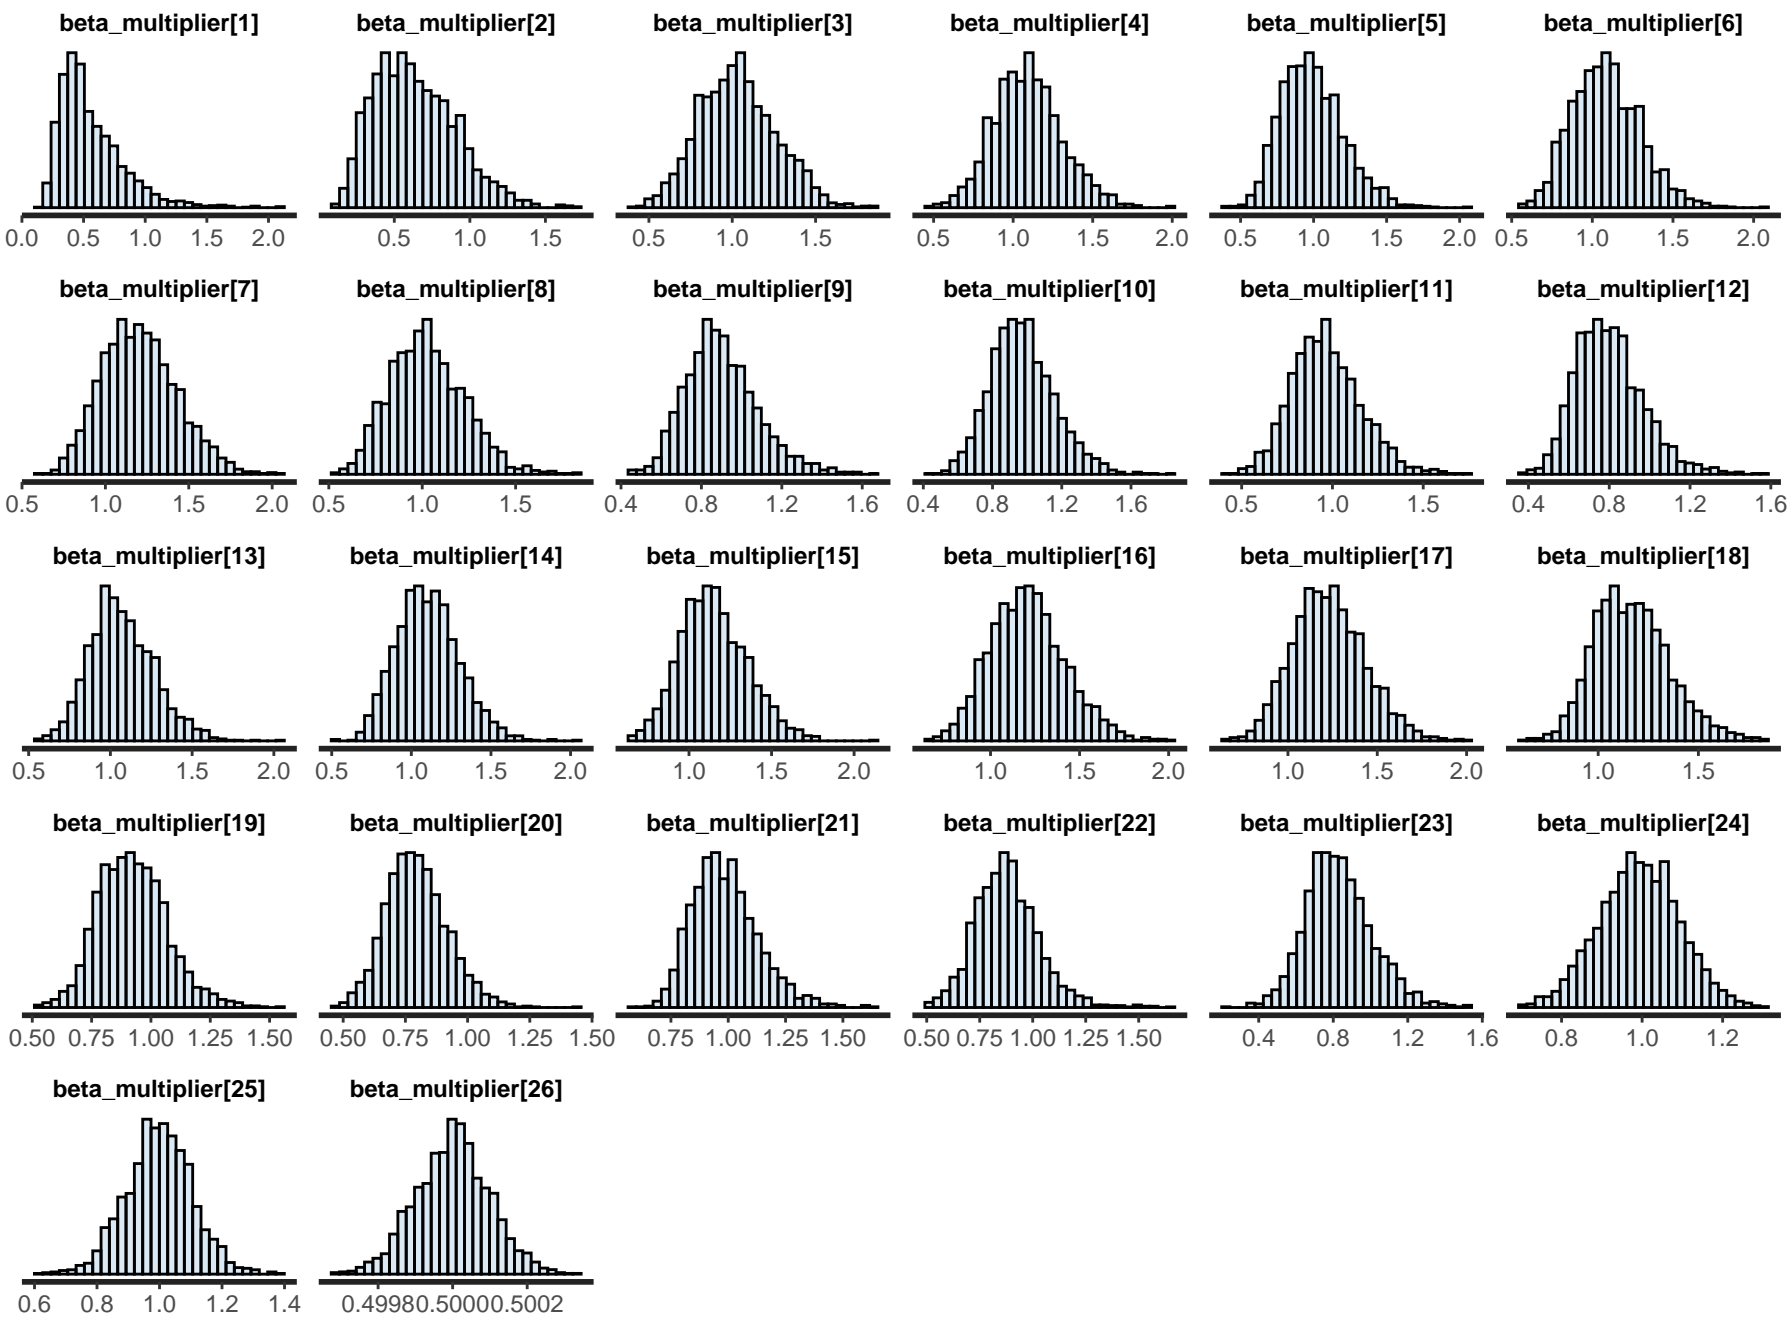 beta_multiplier[1] beta_multiplier[2] beta_multiplier[3] beta_multiplier[4] beta_multiplier[5] beta_multiplier[6]
0.0 0.5 1.0 1.5 2.0 0.5 1.0 1.5 0.5 1.0 1.5 0.5 1.0 1.5 2.0 0.5 1.0 1.5 2.0 0.5 1.0 1.5 2.0
beta_multiplier[7] beta_multiplier[8] beta_multiplier[9] beta_multiplier[10] beta_multiplier[11] beta_multiplier[12]
0.5 1.0 1.5 2.0 0.5 1.0 1.5 0.4 0.8 1.2 1.6 0.4 0.8 1.2 1.6 0.5 1.0 1.5 0.4 0.8 1.2 1.6
beta_multiplier[13] beta_multiplier[14] beta_multiplier[15] beta_multiplier[16] beta_multiplier[17] beta_multiplier[18]
0.5 1.0 1.5 2.0 0.5 1.0 1.5 2.0 1.0 1.5 2.0 1.0 1.5 2.0 1.0 1.5 2.0 1.0 1.5
beta_multiplier[19] beta_multiplier[20] beta_multiplier[21] beta_multiplier[22] beta_multiplier[23] beta_multiplier[24]
0.50 0.75 1.00 1.25 1.50 0.50 0.75 1.00 1.25 1.50 0.75 1.00 1.25 1.50 0.50 0.75 1.00 1.25 1.50 0.4 0.8 1.2 1.6 0.8 1.0 1.2
beta_multiplier[25] beta_multiplier[26]
0.6 0.8 1.0 1.2 1.4 0.4998 0.5000 0.5002